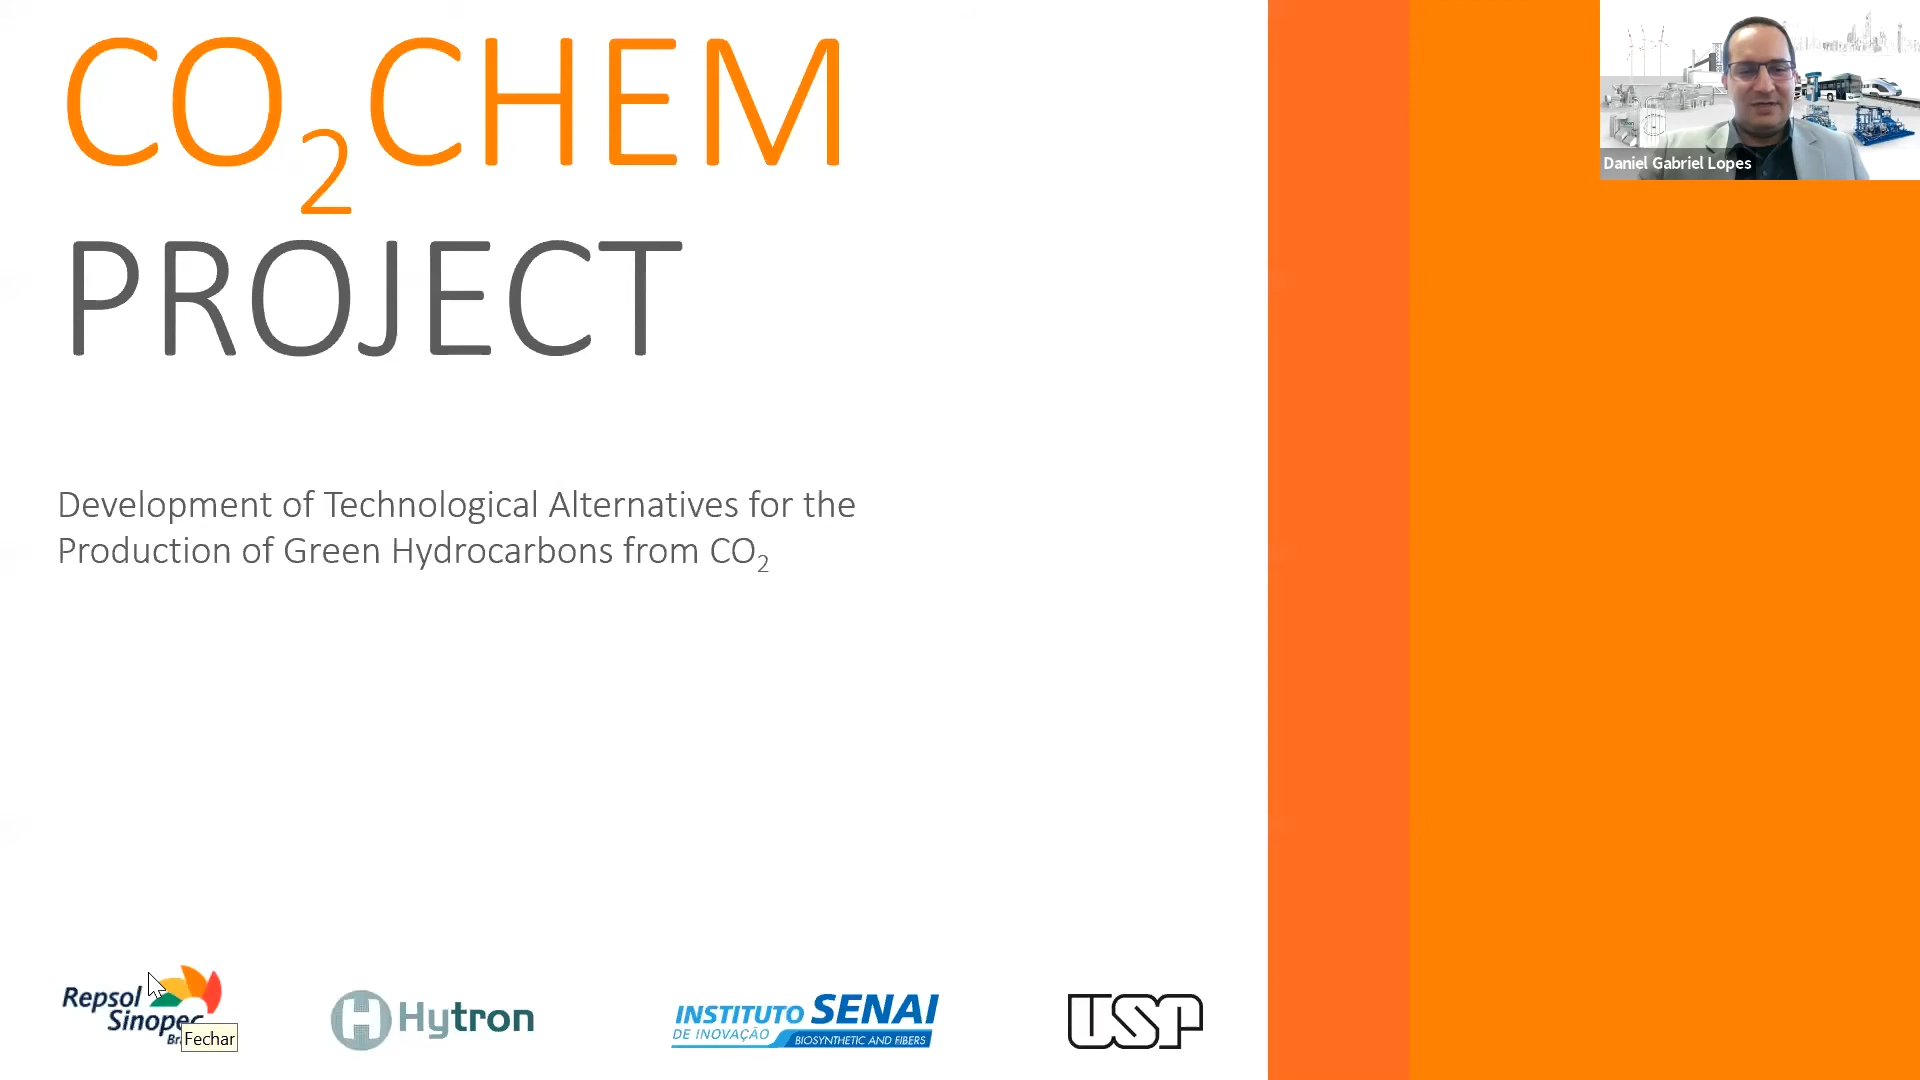 CO₂CHEM
PROJECT
Development of Technological Alternatives for the
Production of Green Hydrocarbons from CO₂
Daniel Gabriel Lopes
Repsol
Sinopec
Fechar
Hytron
INSTITUTO SENAI
DE INOVAÇÃO BIOSYNTHETIC AND FIBERS
USP